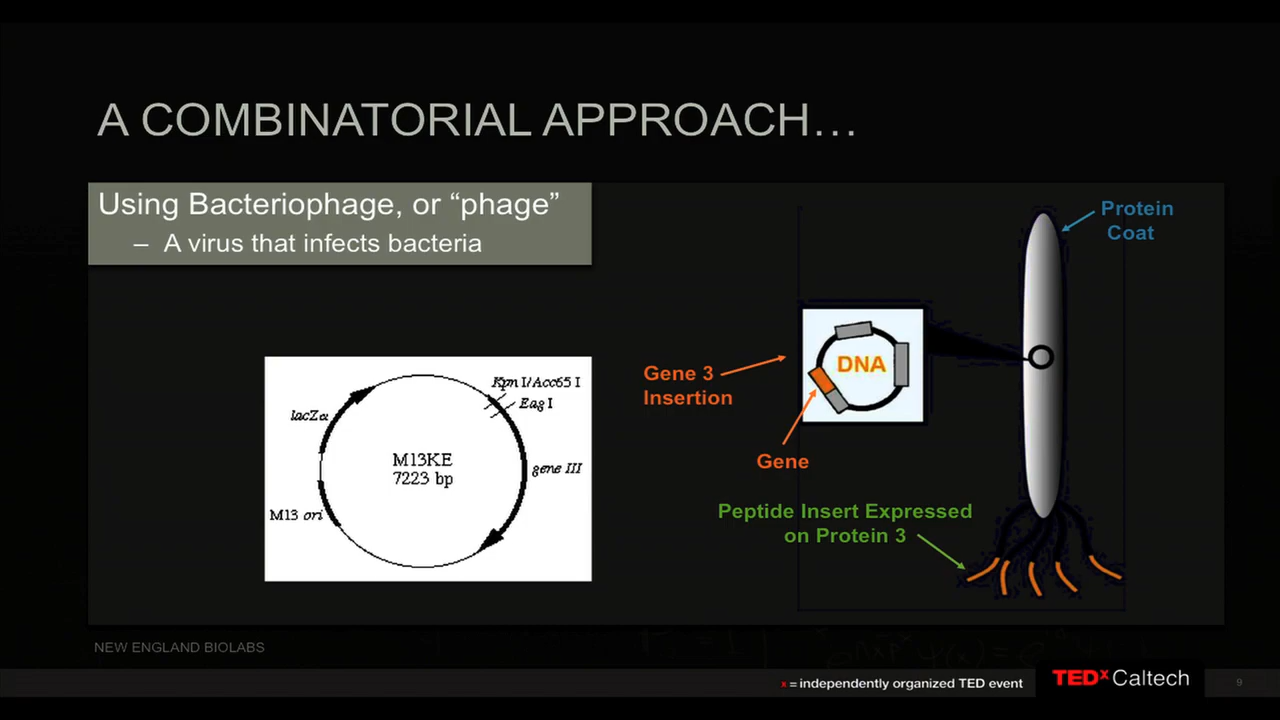 A COMBINATORIAL APPROACH…
Using Bacteriophage, or “phage”
– A virus that infects bacteria
Protein
Coat
DNA
Gene 3
Insertion
Gene
Peptide Insert Expressed
on Protein 3
Kpn I/Acc65 I
Eag I
lacZα
M13KE
7223 bp
gene III
M13 ori
NEW ENGLAND BIOLABS
x = independently organized TED event
TEDx Caltech
9